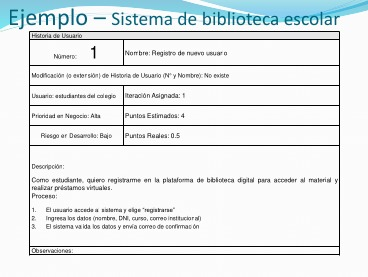 Ejemplo – Sistema de biblioteca escolar
Historia de Usuario
Número: 1
Nombre: Registro de nuevo usuario
Modificación (o extensión) de Historia de Usuario (N° y Nombre): No existe
Usuario: estudiantes del colegio
Iteración Asignada: 1
Prioridad en Negocio: Alta
Puntos Estimados: 4
Riesgo en Desarrollo: Bajo
Puntos Reales: 0.5
Descripción:
Como estudiante, quiero registrarme en la plataforma de biblioteca digital para acceder al material y
realizar préstamos virtuales.
Proceso:
1. El usuario accede al sistema y elige "registrarse"
2. Ingresa los datos (nombre, DNI, curso, correo institucional)
3. El sistema valida los datos y envía correo de confirmación
Observaciones: